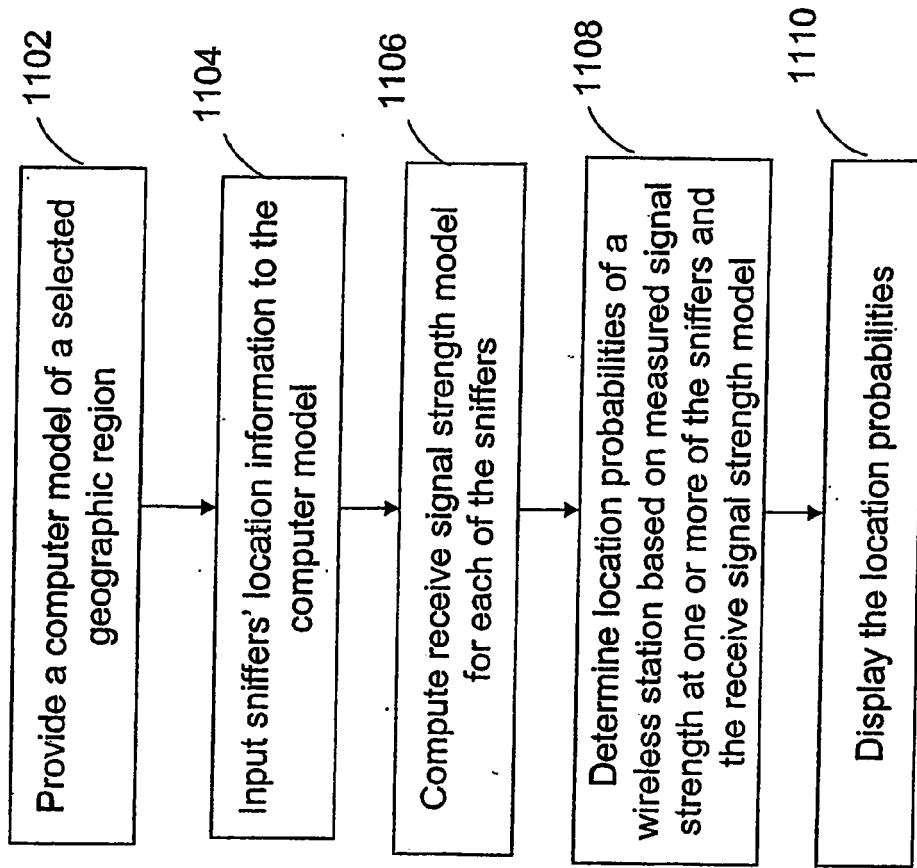 1102
Provide a computer model of a selected
geographic region
1104
Input sniffers' location information to the
computer model
1106
Compute receive signal strength model
for each of the sniffers
1108
Determine location probabilities of a
wireless station based on measured signal
strength at one or more of the sniffers and
the receive signal strength model
1110
Display the location probabilities